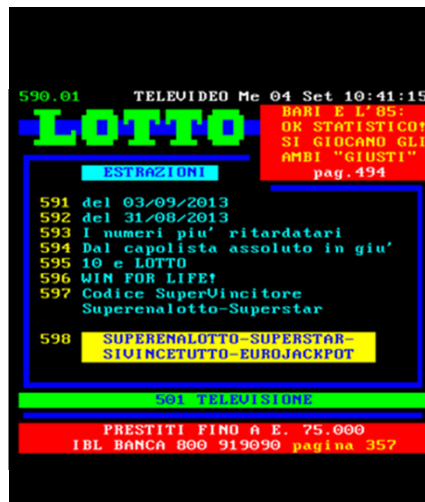 590.01 TELEVIDEO Me 04 Set 10:41:15
LOTTO
BARI E L'85:
OK STATISTICO!
SI GIOCANO GLI
AMBI "GIUSTI"
pag.494
ESTRAZIONI
591 del 03/09/2013
592 del 31/08/2013
593 I numeri piu' ritardatari
594 Dal capolista assoluto in giu'
595 10 e LOTTO
596 WIN FOR LIFE!
597 Codice SuperVincitore
Superenalotto-Superstar
598 SUPERENALOTTO-SUPERSTAR-
SIVINCETUTTO-EUROJACKPOT
501 TELEVISIONE
PRESTITI FINO A E. 75.000
IBL BANCA 800 919090 pagina 357